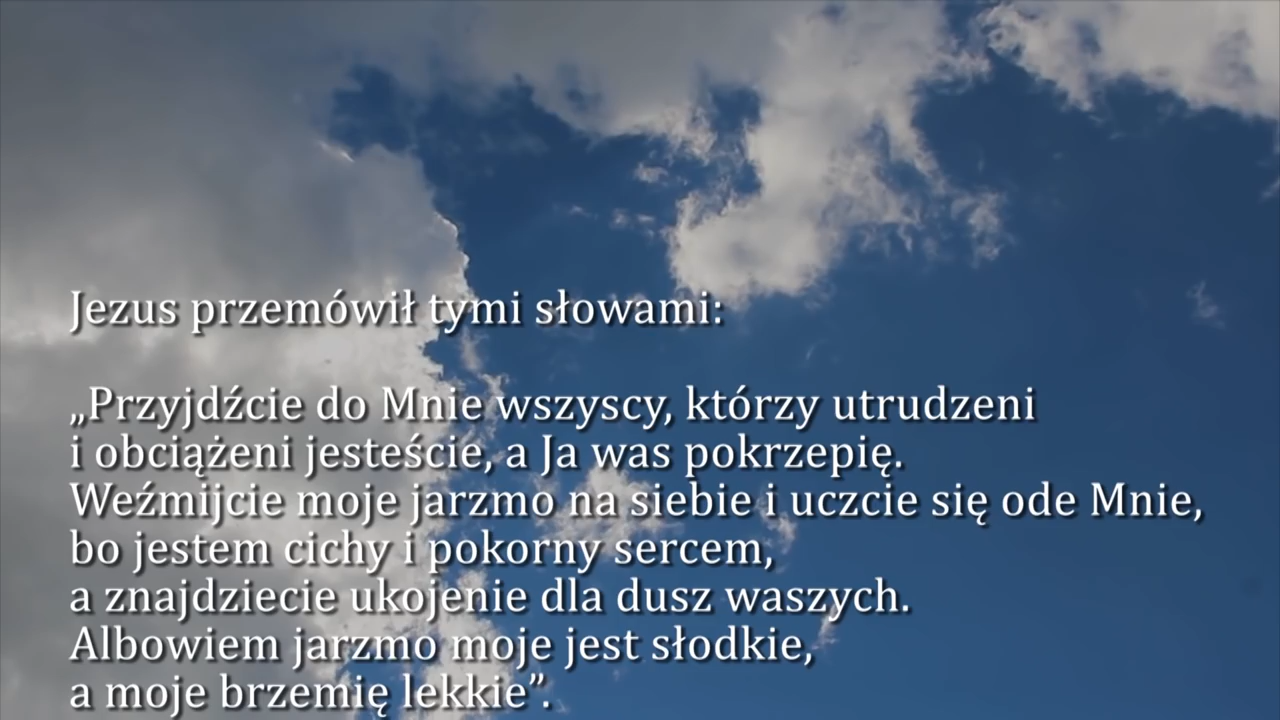 Jezus przemówił tymi słowami:
„Przyjdźcie do Mnie wszyscy, którzy utrudzeni
i obciążeni jesteście, a Ja was pokrzepię.
Weźmijcie moje jarzmo na siebie i uczcie się ode Mnie,
bo jestem cichy i pokorny sercem,
a znajdziecie ukojenie dla dusz waszych.
Albowiem jarzmo moje jest słodkie,
a moje brzemię lekkie”.